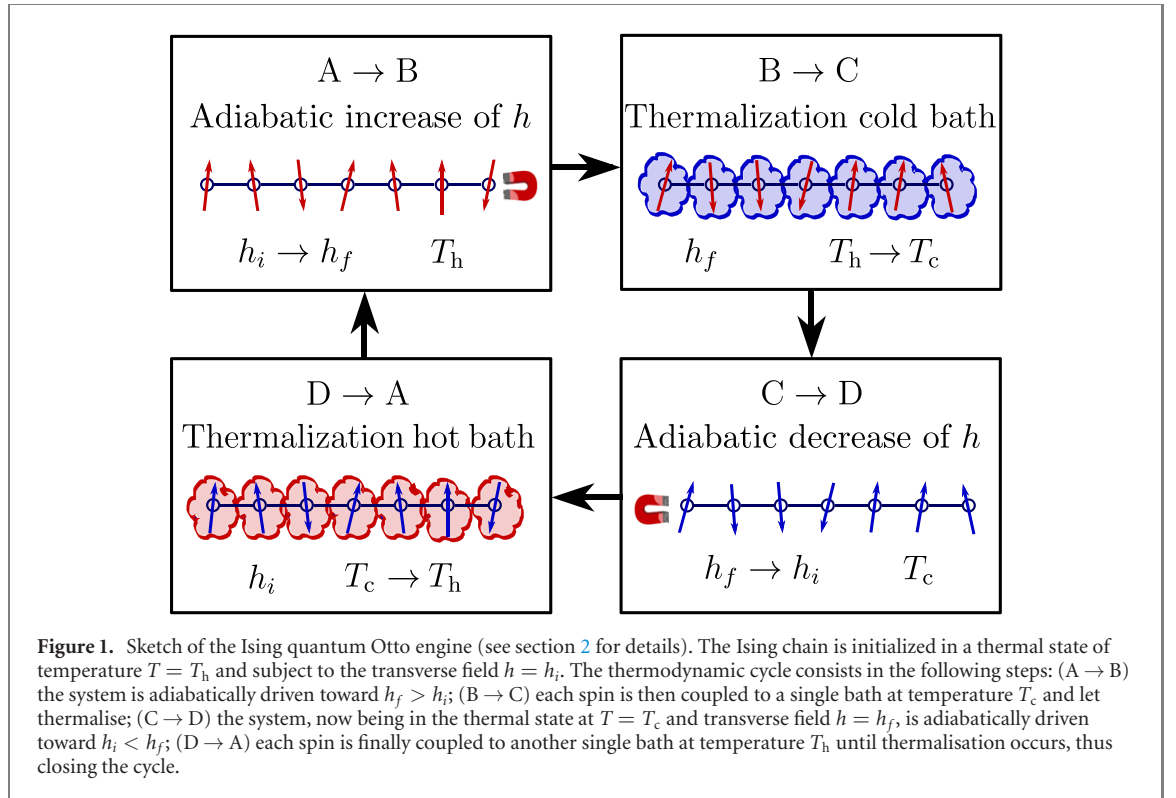 A → B
Adiabatic increase of h
h_i → h_f T_h
B → C
Thermalization cold bath
h_f T_h → T_c
D → A
Thermalization hot bath
h_i T_c → T_h
C → D
Adiabatic decrease of h
h_f → h_i T_c
Figure 1. Sketch of the Ising quantum Otto engine (see section 2 for details). The Ising chain is initialized in a thermal state of
temperature T = T_h and subject to the transverse field h = h_i. The thermodynamic cycle consists in the following steps: (A → B)
the system is adiabatically driven toward h_f > h_i; (B → C) each spin is then coupled to a single bath at temperature T_c and let
thermalise; (C → D) the system, now being in the thermal state at T = T_c and transverse field h = h_f, is adiabatically driven
toward h_i < h_f; (D → A) each spin is finally coupled to another single bath at temperature T_h until thermalisation occurs, thus
closing the cycle.